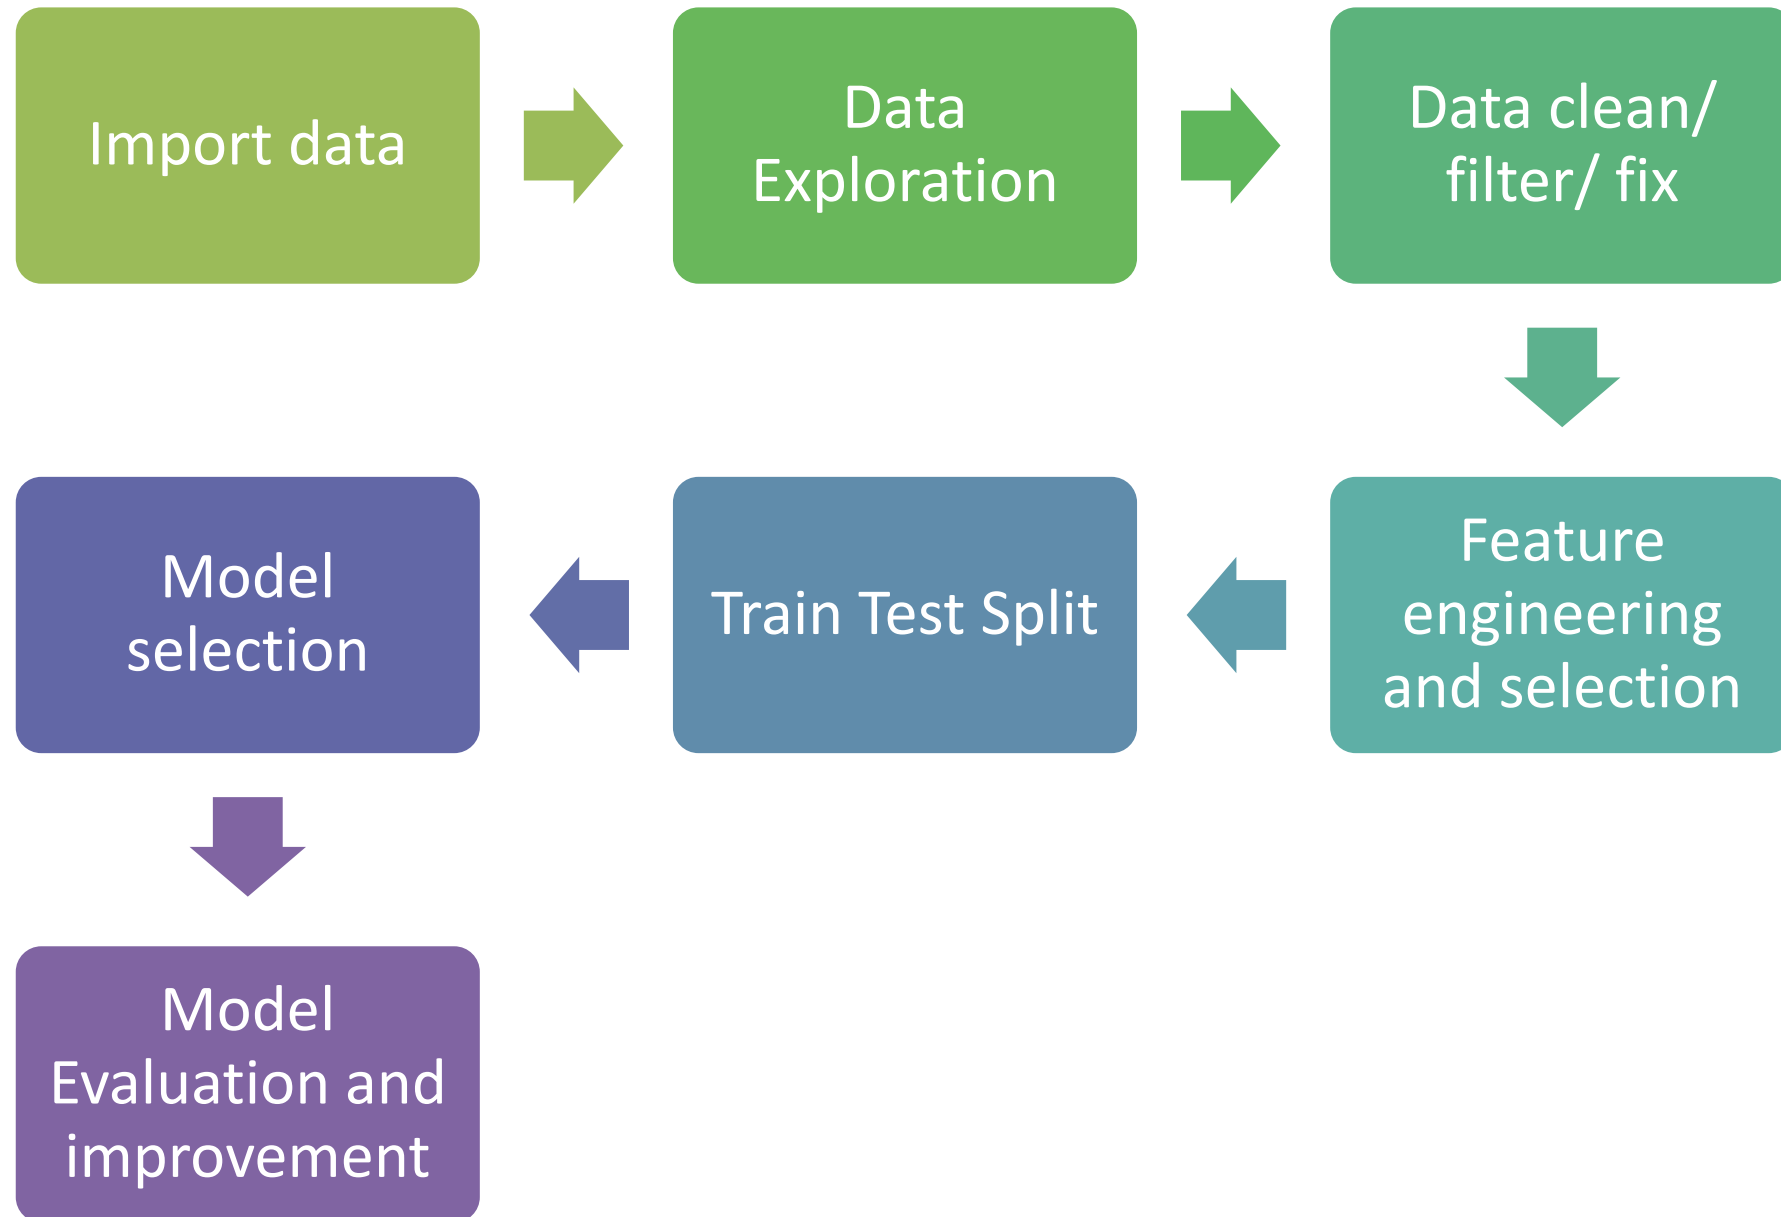 Import data
Data
Exploration
Data clean/
filter/ fix
Feature
engineering
and selection
Train Test Split
Model
selection
Model
Evaluation and
improvement